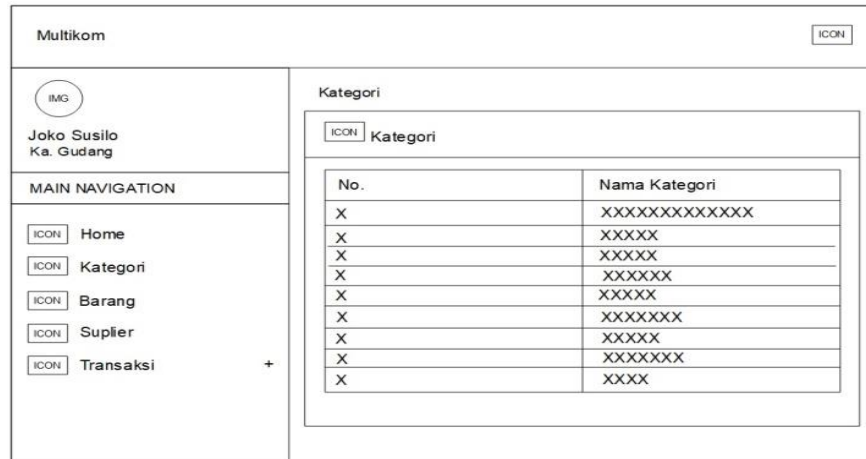 Multikom
ICON
IMG
Joko Susilo
Ka. Gudang
MAIN NAVIGATION
ICON Home
ICON Kategori
ICON Barang
ICON Suplier
ICON Transaksi +
Kategori
ICON Kategori
No. Nama Kategori
X XXXXXXXXXXXXX
X XXXXX
X XXXXX
X XXXXXX
X XXXXX
X XXXXXXX
X XXXXX
X XXXXXXX
X XXXX